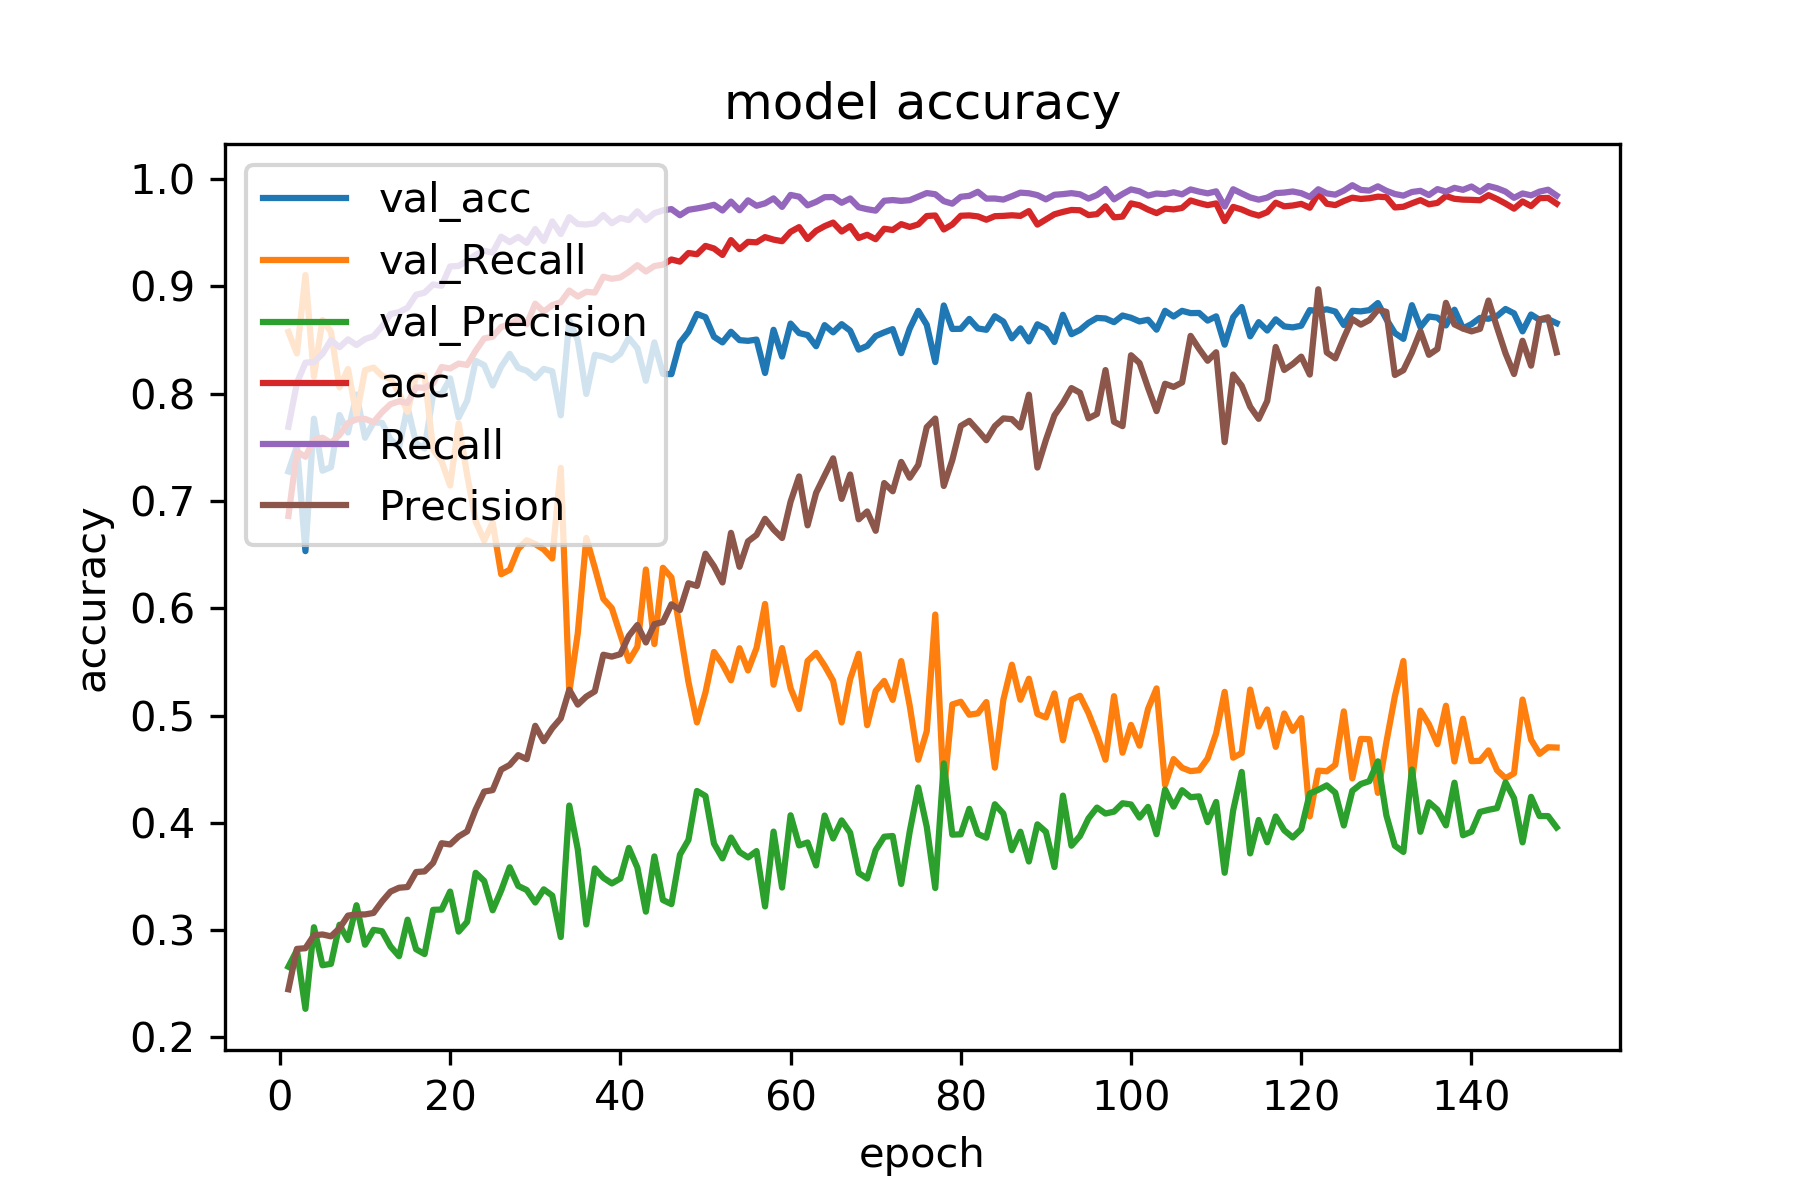 model accuracy
val_acc
val_Recall
val_Precision
acc
Recall
Precision
accuracy
1.0
0.9
0.8
0.7
0.6
0.5
0.4
0.3
0.2
0 20 40 60 80 100 120 140
epoch